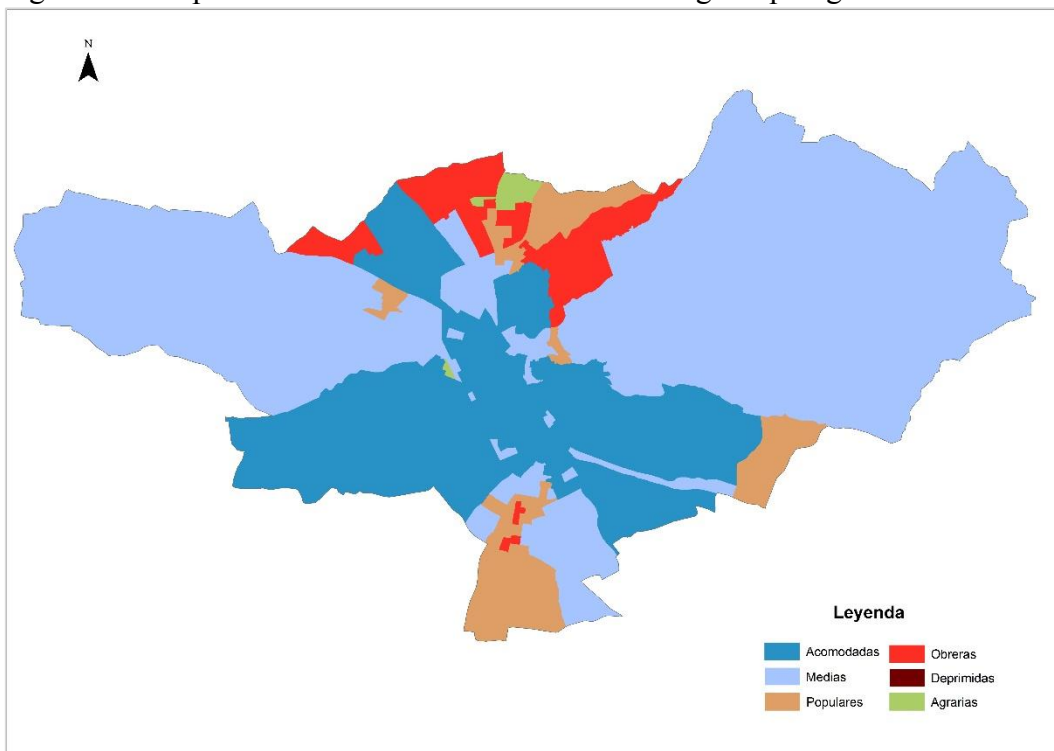 N
Leyenda
Acomodadas
Obreras
Medias
Deprimidas
Populares
Agrarias